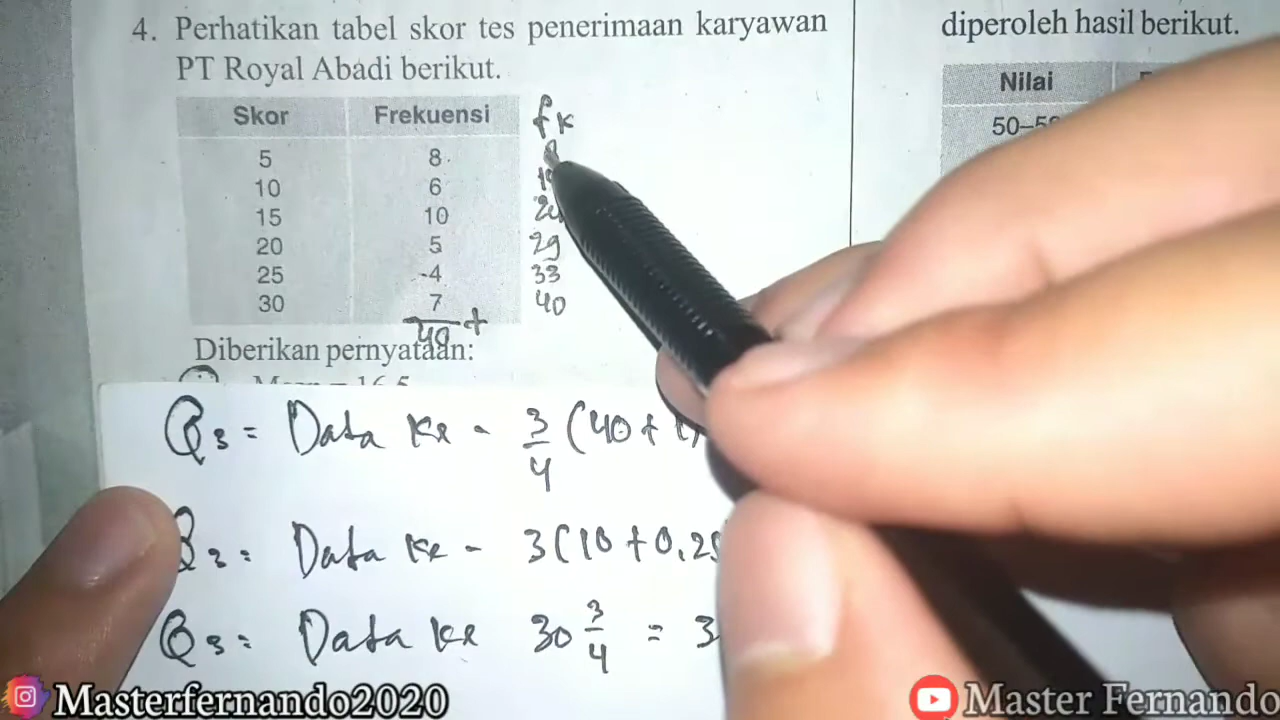 4. Perhatikan tabel skor tes penerimaan karyawan
PT Royal Abadi berikut.
Skor Frekuensi fk
5 8
10 6
15 10
20 5 29
25 -4 33
30 7 40
40 +
Diberikan pernyataan:
Q3 = Data ke - 3/4 (40 +
Data ke - 3(10 + 0.25
Q3 = Data ke 30 3/4 = 3
diperoleh hasil berikut.
Nilai
Masterfernando2020
Master Fernando